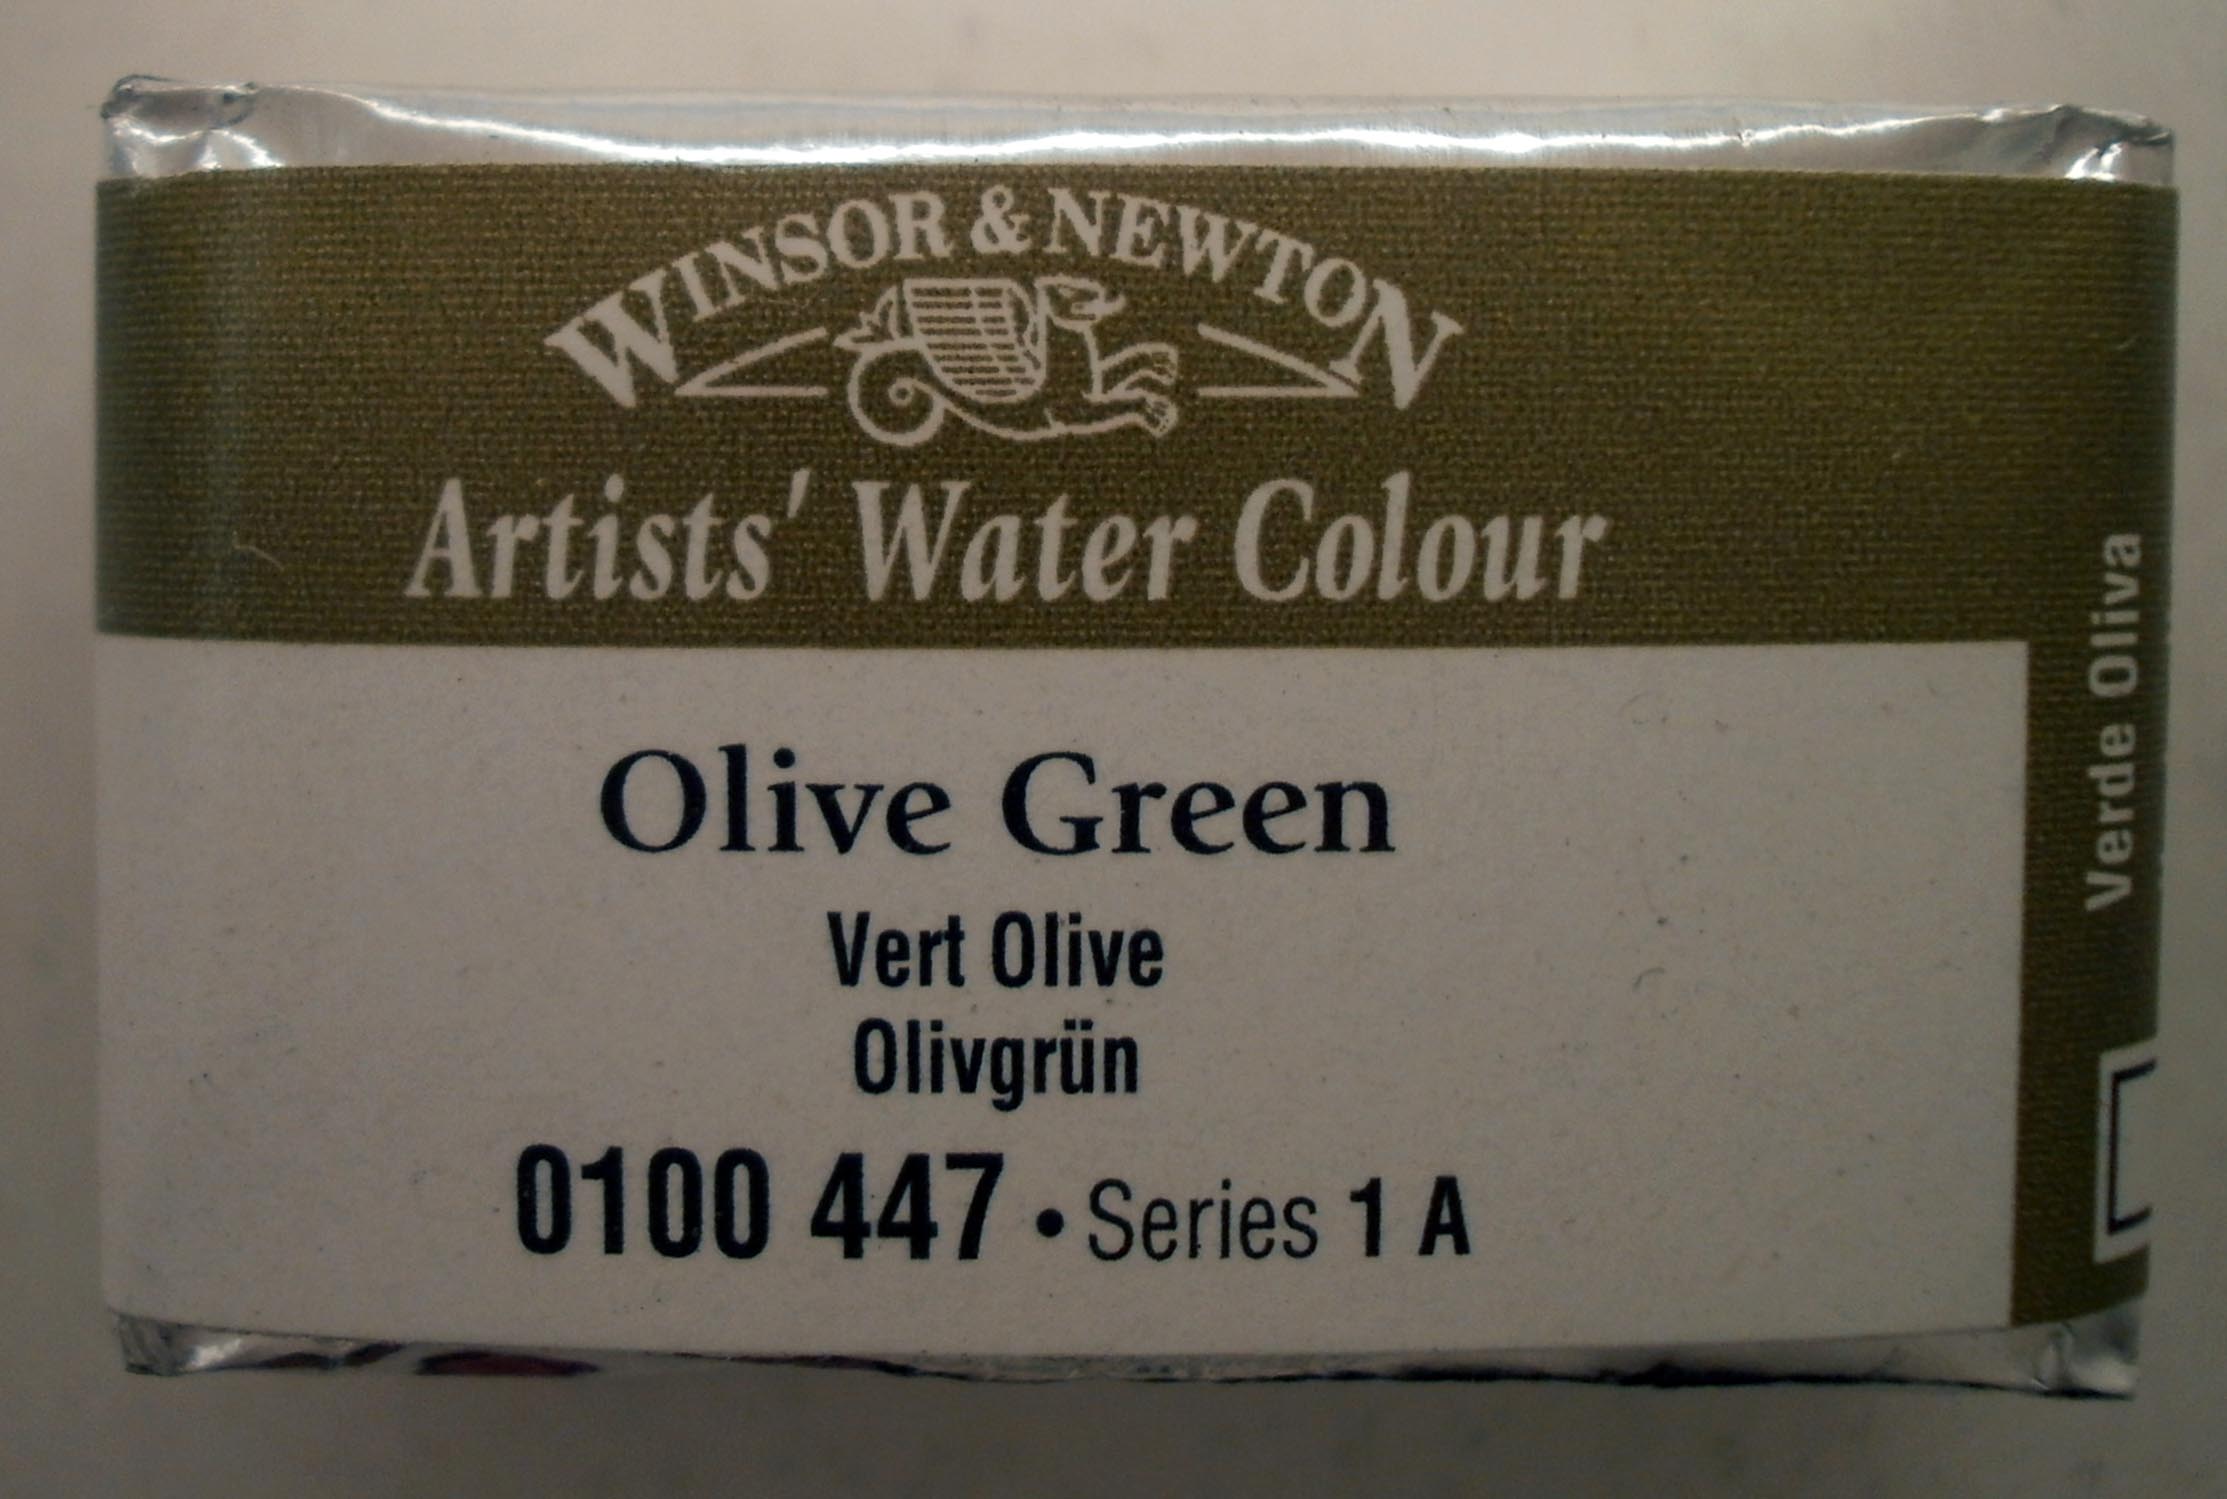 WINSOR & NEWTON
Artists' Water Colour
Olive Green
Vert Olive
Olivgrün
0100 447 • Series 1 A
Verde Oliva